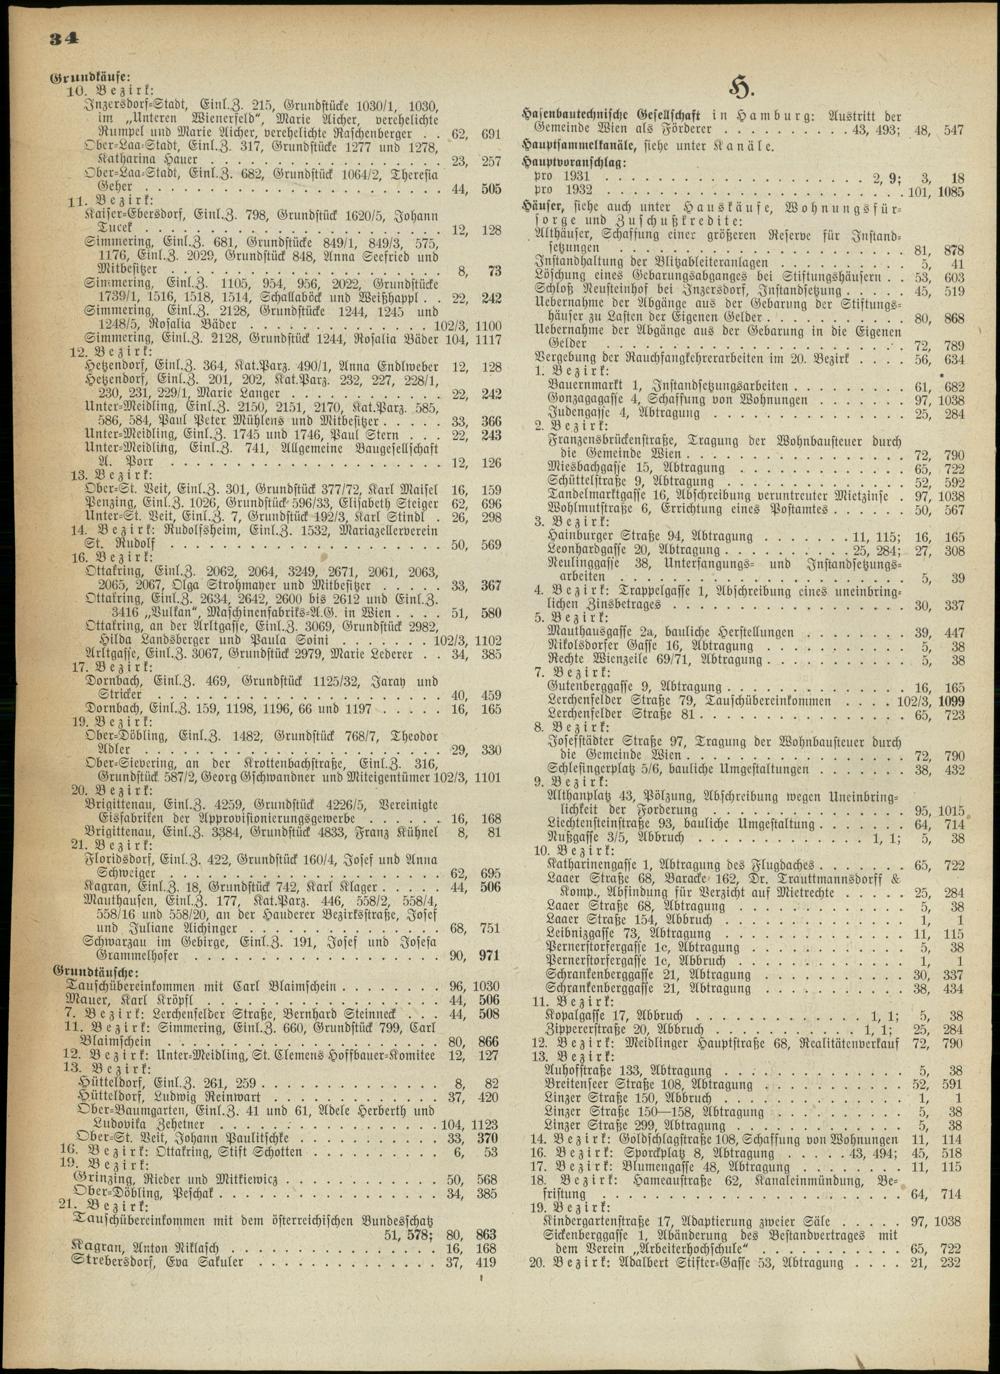 34
Grundkäufe:
10. Bezirk:
Inzersdorf-Stadt, Einl.Z. 215, Grundstücke 1030/1, 1030,
im „Unteren Wienerfeld“, Marie Aicher, verehelichte
Rumpel und Marie Aicher, verehelichte Raschenberger . . 62, 691
Ober-Laa-Stadt, Einl.Z. 317, Grundstücke 1277 und 1278,
Katharina Hauer . . . 23, 257
Ober-Laa-Stadt, Einl.Z. 682, Grundstück 1064/2, Theresia
Geher . . . 44, 505
11. Bezirk:
Kaiser-Ebersdorf, Einl.Z. 798, Grundstück 1620/5, Johann
Tucek . . . 12, 128
Simmering, Einl.Z. 681, Grundstücke 849/1, 849/3, 575,
1176, Einl.Z. 2029, Grundstück 848, Anna Seefried und
Mitbesitzer . . . 8, 73
Simmering, Einl.Z. 1105, 954, 956, 2022, Grundstücke
1739/1, 1516, 1518, 1514, Schallaböck und Weißhappl . . 22, 242
Simmering, Einl.Z. 2128, Grundstücke 1244, 1245 und
1248/5, Rosalia Bäder . . . 102/3, 1100
Simmering, Einl.Z. 2128, Grundstück 1244, Rosalia Bäder 104, 1117
12. Bezirk:
Hetzendorf, Einl.Z. 364, Kat.Parz. 490/1, Anna Endlweber 12, 128
Hetzendorf, Einl.Z. 201, 202, Kat.Parz. 232, 227, 228/1,
230, 231, 229/1, Marie Langer . . . 22, 242
Unter-Meidling, Einl.Z. 2150, 2151, 2170, Kat.Parz. 585,
586, 584, Paul Peter Mühlens und Mitbesitzer . . . 33, 366
Unter-Meidling, Einl.Z. 1745 und 1746, Paul Stern . . . 22, 243
Unter-Meidling, Einl.Z. 741, Allgemeine Baugesellschaft
A. Porr . . . 12, 126
13. Bezirk:
Ober-St. Veit, Einl.Z. 301, Grundstück 377/72, Karl Maisel 16, 159
Penzing, Einl.Z. 1026, Grundstück 596/33, Elisabeth Steiger 62, 696
Unter-St. Veit, Einl.Z. 7, Grundstück 492/3, Karl Stindl . 26, 298
14. Bezirk: Rudolfsheim, Einl.Z. 1532, Mariazellerverein
St. Rudolf . . . 50, 569
16. Bezirk:
Ottakring, Einl.Z. 2062, 2064, 3249, 2671, 2061, 2063,
2065, 2067, Olga Strohmayer und Mitbesitzer . . . 33, 367
Ottakring, Einl.Z. 2634, 2642, 2600 bis 2612 und Einl.Z.
3416 „Vulkan“, Maschinenfabriks-A.G. in Wien . . . 51, 580
Ottakring, an der Arltgasse, Einl.Z. 3069, Grundstück 2982,
Hilda Landsberger und Paula Soini . . . 102/3, 1102
Arltgasse, Einl.Z. 3067, Grundstück 2979, Marie Lederer . . 34, 385
17. Bezirk:
Dornbach, Einl.Z. 469, Grundstück 1125/32, Jaray und
Stricker . . . 40, 459
Dornbach, Einl.Z. 159, 1198, 1196, 66 und 1197 . . . 16, 165
19. Bezirk:
Ober-Döbling, Einl.Z. 1482, Grundstück 768/7, Theodor
Adler . . . 29, 330
Ober-Sievering, an der Krottenbachstraße, Einl.Z. 316,
Grundstück 587/2, Georg Gschwandner und Miteigentümer 102/3, 1101
20. Bezirk:
Brigittenau, Einl.Z. 4259, Grundstück 4226/5, Vereinigte
Eisfabriken der Approvisionierungsgewerbe . . . 16, 168
Brigittenau, Einl.Z. 3384, Grundstück 4833, Franz Kühnel 8, 81
21. Bezirk:
Floridsdorf, Einl.Z. 422, Grundstück 160/4, Josef und Anna
Schweiger . . . 62, 695
Kagran, Einl.Z. 18, Grundstück 742, Karl Klager . . . 44, 506
Mauthausen, Einl.Z. 177, Kat.Parz. 446, 558/2, 558/4,
558/16 und 558/20, an der Hauderer Bezirksstraße, Josef
und Juliane Aichinger . . . 68, 751
Schwarzau im Gebirge, Einl.Z. 191, Josef und Josefa
Grammelhofer . . . 90, 971
Grundtäusche:
Tauschübereinkommen mit Carl Blaimschein . . . 96, 1030
Mauer, Karl Kröpfl . . . 44, 506
7. Bezirk: Lerchenfelder Straße, Bernhard Steinneck . . . 44, 508
11. Bezirk: Simmering, Einl.Z. 660, Grundstück 799, Carl
Blaimschein . . . 80, 866
12. Bezirk: Unter-Meidling, St. Clemens Hoffbauer-Komitee 12, 127
13. Bezirk:
Hütteldorf, Einl.Z. 261, 259 . . . 8, 82
Hütteldorf, Ludwig Reinwart . . . 37, 420
Ober-Baumgarten, Einl.Z. 41 und 61, Adele Herberth und
Ludovika Zehetner . . . 104, 1123
Ober-St. Veit, Johann Paulitschke . . . 33, 370
16. Bezirk: Ottakring, Stift Schotten . . . 6, 53
19. Bezirk:
Grinzing, Rieder und Mitkiewicz . . . 50, 568
Ober-Döbling, Peschak . . . 34, 385
21. Bezirk:
Tauschübereinkommen mit dem österreichischen Bundesschatz
51, 578; 80, 863
Kagran, Anton Niklasch . . . 16, 168
Strebersdorf, Eva Sakuler . . . 37, 419
H.
Hafenbautechnische Gesellschaft in Hamburg: Austritt der
Gemeinde Wien als Förderer . . . 43, 493; 48, 547
Hauptsammelkanäle, siehe unter Kanäle.
Hauptvoranschlag:
pro 1931 . . . 2, 9; 3, 18
pro 1932 . . . 101, 1085
Häuser, siehe auch unter Hauskäufe, Wohnungsfür-
sorge und Zuschußkredite:
Althäuser, Schaffung einer größeren Reserve für Instand-
setzungen . . . 81, 878
Instandhaltung der Blitzableiteranlagen . . . 5, 41
Löschung eines Gebarungsabganges bei Stiftungshäusern . . 53, 603
Schloß Neusteinhof bei Inzersdorf, Instandsetzung . . . 45, 519
Uebernahme der Abgänge aus der Gebarung der Stiftungs-
häuser zu Lasten der Eigenen Gelder . . . 80, 868
Uebernahme der Abgänge aus der Gebarung in die Eigenen
Gelder . . . 72, 789
Vergebung der Rauchfangkehrerarbeiten im 20. Bezirk . . . 56, 634
1. Bezirk:
Bauernmarkt 1, Instandsetzungsarbeiten . . . 61, 682
Gonzagagasse 4, Schaffung von Wohnungen . . . 97, 1038
Judengasse 4, Abtragung . . . 25, 284
2. Bezirk:
Franzensbrückenstraße, Tragung der Wohnbausteuer durch
die Gemeinde Wien . . . 72, 790
Miesbachgasse 15, Abtragung . . . 65, 722
Schüttelstraße 9, Abtragung . . . 52, 592
Tandelmarktgasse 16, Abschreibung veruntreuter Mietzinse . 97, 1038
Wohlmutstraße 6, Errichtung eines Postamtes . . . 50, 567
3. Bezirk:
Hainburger Straße 94, Abtragung . . . 11, 115; 16, 165
Leonhardgasse 20, Abtragung . . . 25, 284; 27, 308
Neulinggasse 38, Unterfangungs- und Instandsetzungs-
arbeiten . . . 5, 39
4. Bezirk: Trappelgasse 1, Abschreibung eines uneinbring-
lichen Zinsbetrages . . . 30, 337
5. Bezirk:
Mauthausgasse 2a, bauliche Herstellungen . . . 39, 447
Nikolsdorfer Gasse 16, Abtragung . . . 5, 38
Rechte Wienzeile 69/71, Abtragung . . . 5, 38
7. Bezirk:
Gutenberggasse 9, Abtragung . . . 16, 165
Lerchenfelder Straße 79, Tauschübereinkommen . . . 102/3, 1099
Lerchenfelder Straße 81 . . . 65, 723
8. Bezirk:
Josefstädter Straße 97, Tragung der Wohnbausteuer durch
die Gemeinde Wien . . . 72, 790
Schlesingerplatz 5/6, bauliche Umgestaltungen . . . 38, 432
9. Bezirk:
Althanplatz 43, Pölzung, Abschreibung wegen Uneinbring-
lichkeit der Forderung . . . 95, 1015
Liechtensteinstraße 93, bauliche Umgestaltung . . . 64, 714
Nußgasse 3/5, Abbruch . . . 1, 1; 5, 38
10. Bezirk:
Katharinengasse 1, Abtragung des Flugdaches . . . 65, 722
Laaer Straße 68, Baracke 162, Dr. Trauttmannsdorff &
Komp., Abfindung für Verzicht auf Mietrechte . . . 25, 284
Laaer Straße 68, Abtragung . . . 5, 38
Laaer Straße 154, Abbruch . . . 1, 1
Leibnizgasse 73, Abtragung . . . 11, 115
Pernerstorfergasse 1c, Abtragung . . . 5, 38
Pernerstorfergasse 1c, Abbruch . . . 1, 1
Schrankenberggasse 21, Abtragung . . . 30, 337
Schrankenberggasse 21, Abtragung . . . 38, 434
11. Bezirk:
Kopalgasse 17, Abbruch . . . 1, 1; 5, 38
Zippererstraße 20, Abbruch . . . 1, 1; 25, 284
12. Bezirk: Meidlinger Hauptstraße 68, Realitätenverkauf 72, 790
13. Bezirk:
Auhofstraße 133, Abtragung . . . 5, 38
Breitenseer Straße 108, Abtragung . . . 52, 591
Linzer Straße 150, Abbruch . . . 1, 1
Linzer Straße 150—158, Abtragung . . . 5, 38
Linzer Straße 299, Abtragung . . . 5, 38
14. Bezirk: Goldschlagstraße 108, Schaffung von Wohnungen 11, 114
16. Bezirk: Sporckplatz 8, Abtragung . . . 43, 494; 45, 518
17. Bezirk: Blumengasse 48, Abtragung . . . 11, 115
18. Bezirk: Hameaustraße 62, Kanaleinmündung, Be-
fristung . . . 64, 714
19. Bezirk:
Kindergartenstraße 17, Adaptierung zweier Säle . . . 97, 1038
Sickenberggasse 1, Abänderung des Bestandvertrages mit
dem Verein „Arbeiterhochschule“ . . . 65, 722
20. Bezirk: Adalbert Stifter-Gasse 53, Abtragung . . . 21, 232